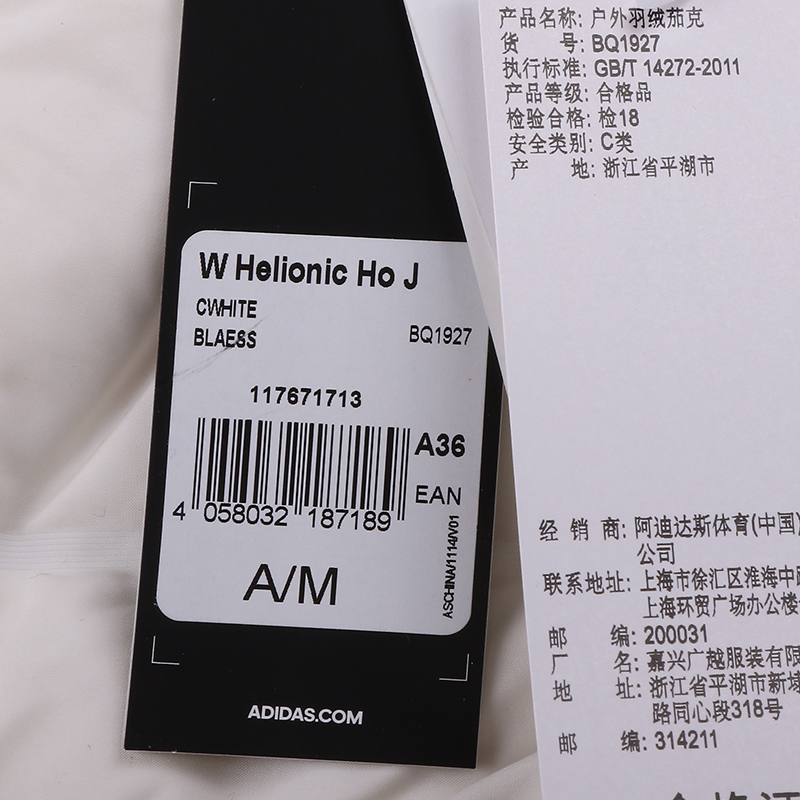 W Helionic Ho J
CWHITE
BLAESS BQ1927
117671713
A36
EAN
4 058032 187189
A/M
ASCHINA/1114/V01
ADIDAS.COM
产品名称: 户外羽绒茄克
货 号: BQ1927
执行标准: GB/T 14272-2011
产品等级: 合格品
检验合格: 检18
安全类别: C类
产 地: 浙江省平湖市
经 销 商: 阿迪达斯体育(中国)
公司
联系地址: 上海市徐汇区淮海中
上海环贸广场办公楼
邮 编: 200031
厂 名: 嘉兴广越服装有限
地 址: 浙江省平湖市新埭
路同心段318号
邮 编: 314211